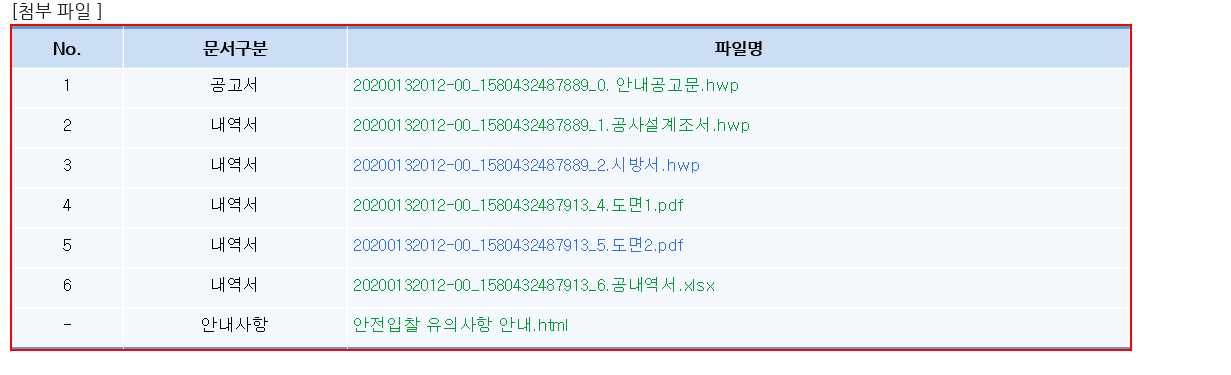 [첨부 파일 ]
No. 문서구분 파일명
1 공고서 20200132012-00_1580432487889_0. 안내공고문.hwp
2 내역서 20200132012-00_1580432487889_1.공사설계조서.hwp
3 내역서 20200132012-00_1580432487889_2.시방서.hwp
4 내역서 20200132012-00_1580432487913_4.도면1.pdf
5 내역서 20200132012-00_1580432487913_5.도면2.pdf
6 내역서 20200132012-00_1580432487913_6.공내역서.xlsx
- 안내사항 안전입찰 유의사항 안내.html